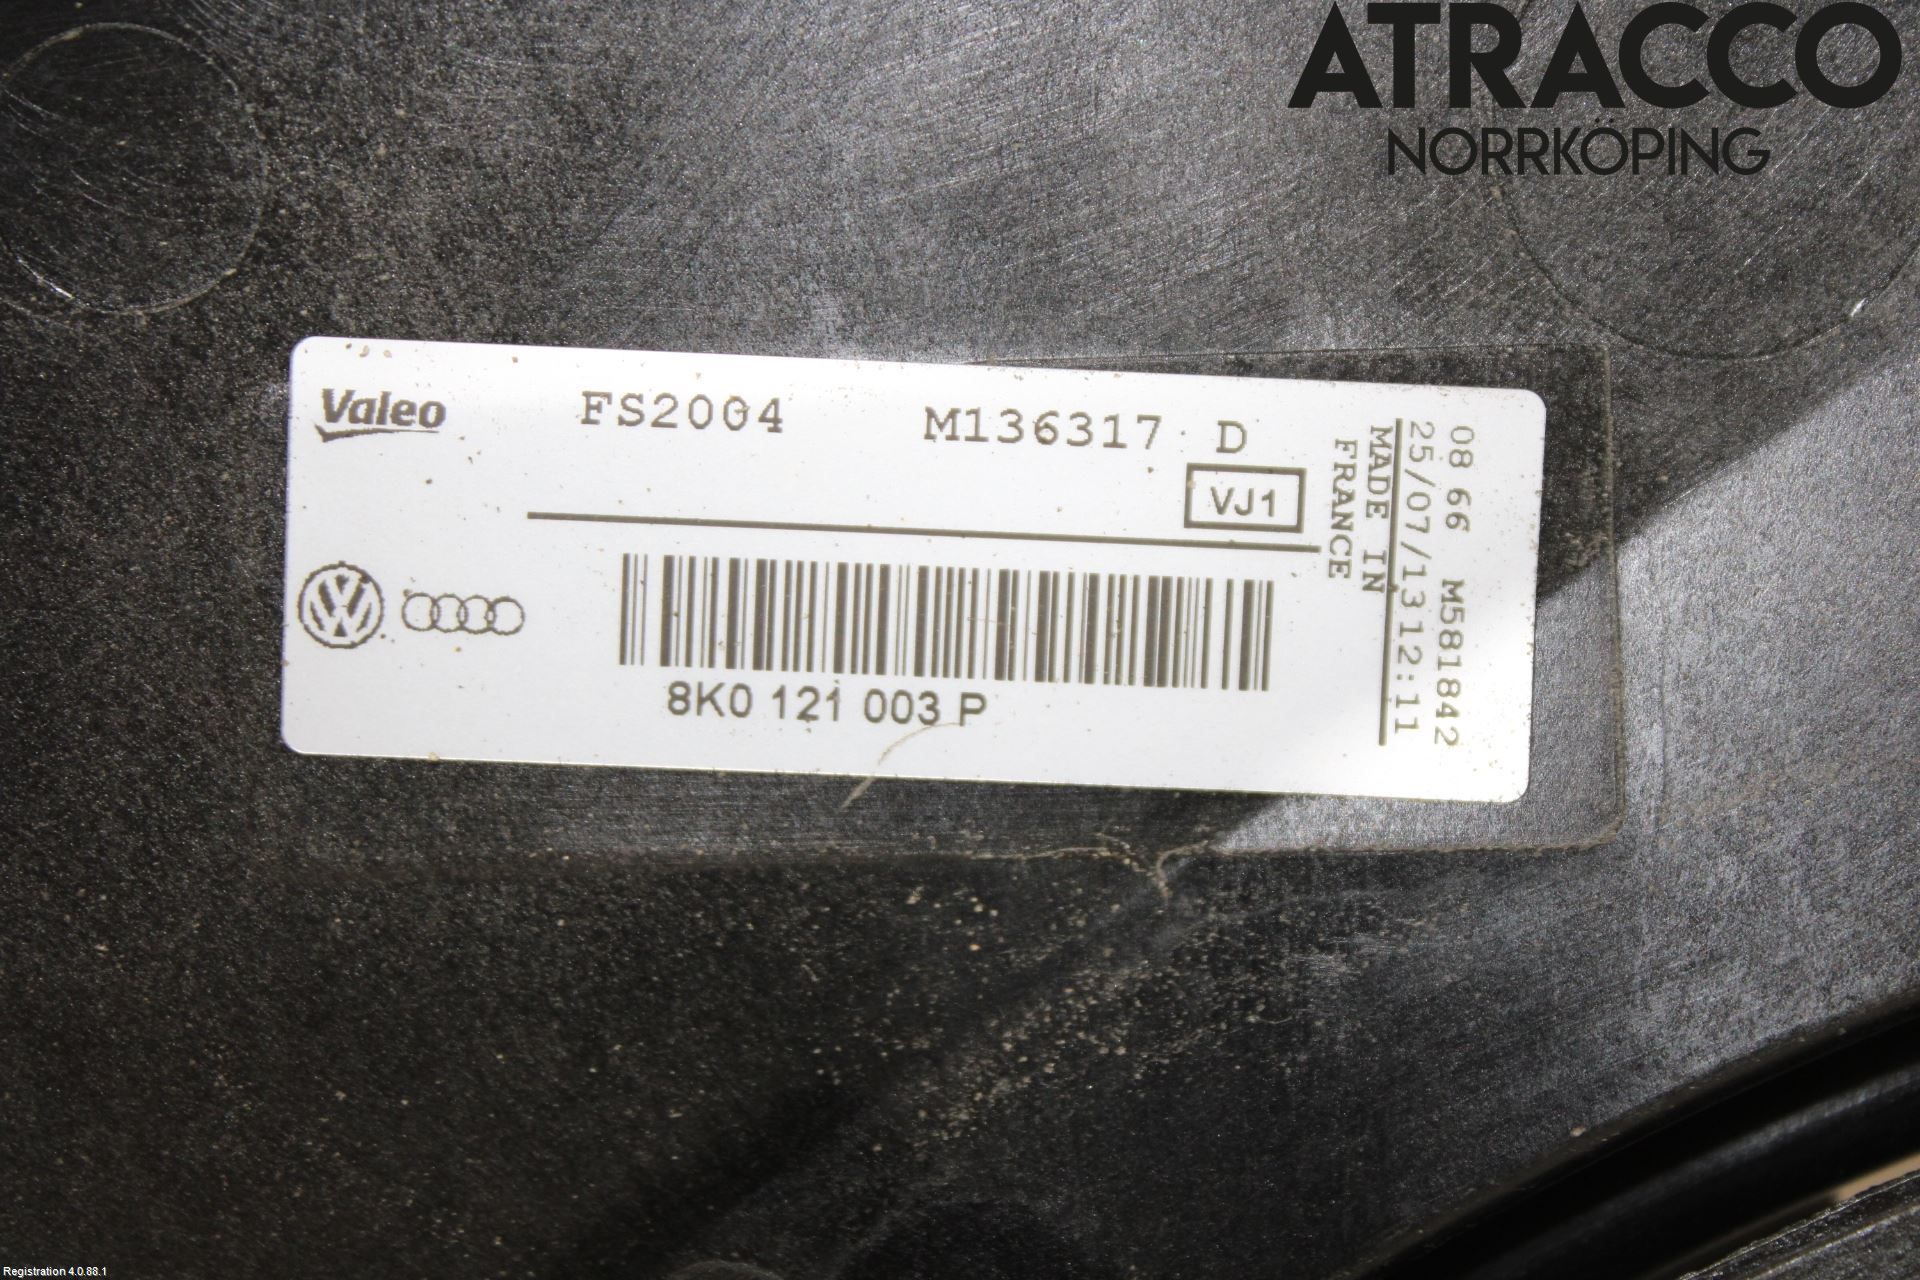 ATRACCO
NORRKÖPING
Valeo
FS2004
M136317 D
VJ1
8K0 121 003 P
08 66 M581842
25/07/13 12:11
MADE IN
FRANCE
Registration 4.0.88.1